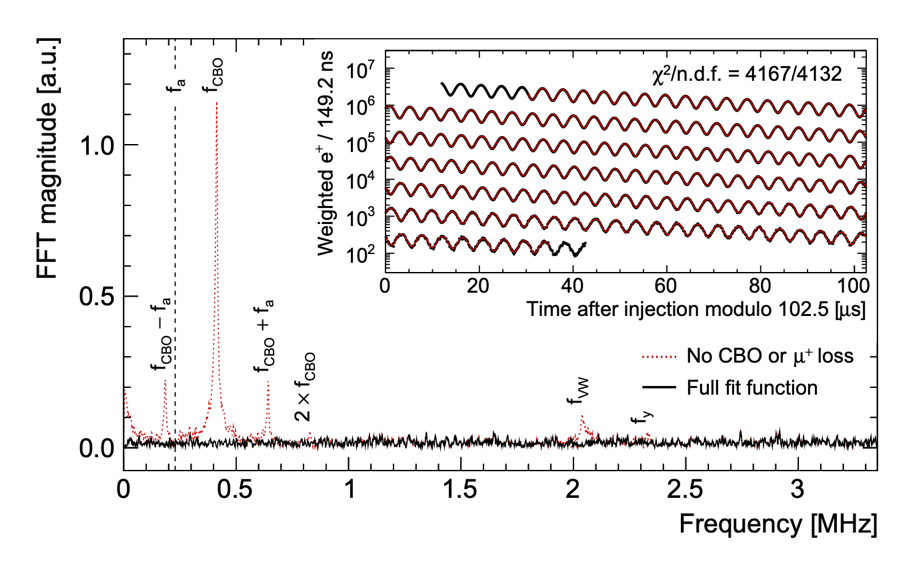 FFT magnitude [a.u.]
1.0
0.5
0.0
f_a
f_CBO
f_CBO − f_a
f_CBO + f_a
2 × f_CBO
f_VW
f_y
Weighted e⁺ / 149.2 ns
10⁷
10⁶
10⁵
10⁴
10³
10²
χ²/n.d.f. = 4167/4132
0 20 40 60 80 100
Time after injection modulo 102.5 [μs]
No CBO or μ⁺ loss
Full fit function
0 0.5 1 1.5 2 2.5 3
Frequency [MHz]